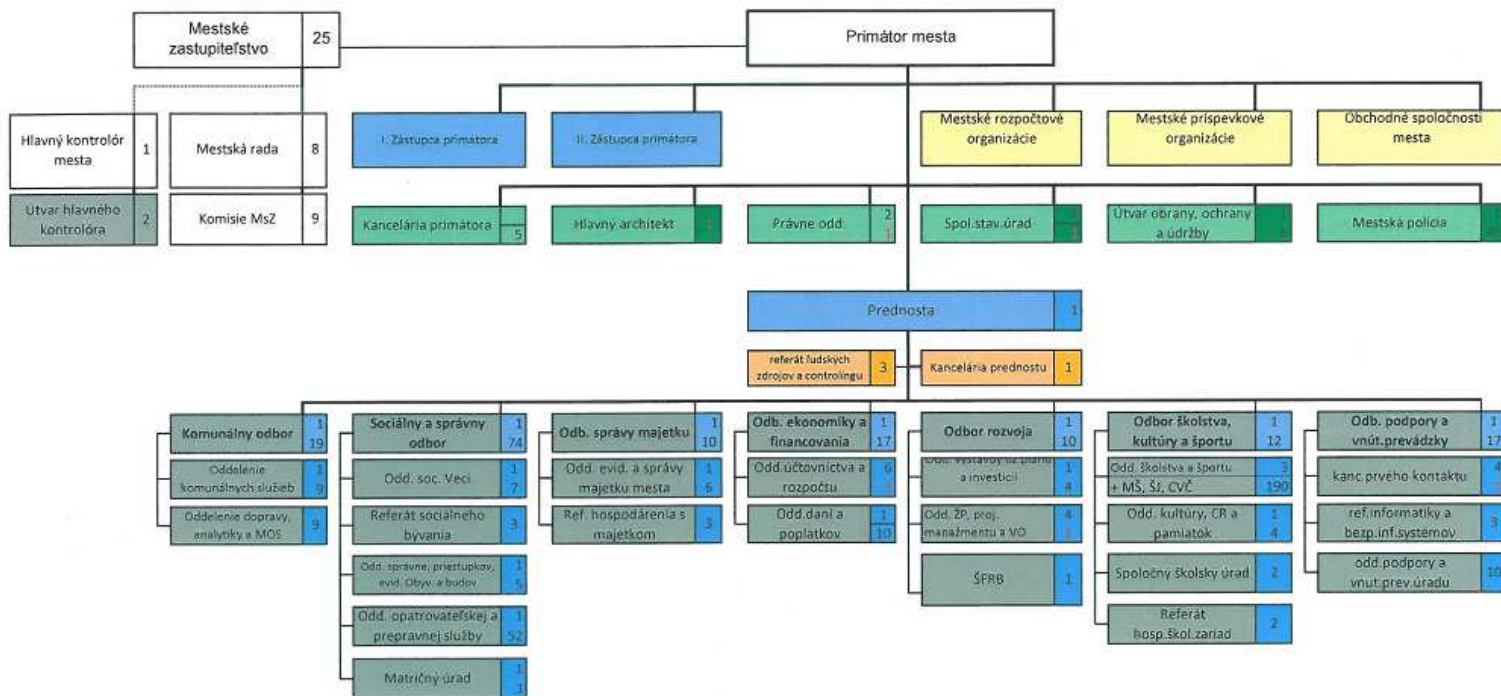 Mestské
zastupiteľstvo
25
Primátor mesta
Hlavný kontrolór
mesta
1
Mestská rada
8
I. Zástupca primátora
II. Zástupca primátora
Mestské rozpočtové
organizácie
Mestské príspevkové
organizácie
Obchodné spoločnosti
mesta
Útvar hlavného
kontrolóra
2
Komisie MsZ
9
Kancelária primátora
5
Hlavný architekt
Právne odd.
2
1
Spol.stav.úrad
Útvar obrany, ochrany
a údržby
Mestská polícia
Prednosta
1
referát ľudských
zdrojov a controlingu
3
Kancelária prednostu
1
Komunálny odbor
1
19
Sociálny a správny
odbor
1
74
Odb. správy majetku
1
10
Odb. ekonomiky a
financovania
1
17
Odbor rozvoja
1
10
Odbor školstva,
kultúry a športu
1
12
Odb. podpory a
vnút.prevádzky
1
17
Oddelenie
komunálnych služieb
1
9
Odd. soc. Vecí
1
7
Odd. evid. a správy
majetku mesta
1
6
Odd.účtovníctva a
rozpočtu
6
Odd. výstavby úz.plánu
a investícií
1
4
Odd. školstva a športu
3
+ MŠ, ŠJ, CVČ
190
kanc.prvého kontaktu
4
Oddelenie dopravy,
analytiky a MOS
9
Referát sociálneho
bývania
3
Ref. hospodárenia s
majetkom
3
Odd.daní a
poplatkov
1
10
Odd. ŽP, proj.
manažmentu a VO
4
Odd. kultúry, CR a
pamiatok
1
4
ref.informatiky a
bezp.inf.systémov
3
Odd. správne, priestupkov,
evid. Obyv. a budov
1
5
ŠFRB
1
Spoločný školsky úrad
2
odd.podpory a
vnut.prev.úradu
10
Odd. opatrovateľskej a
prepravnej služby
1
52
Referát
hosp.škol.zariad
2
Matričný úrad
1
3